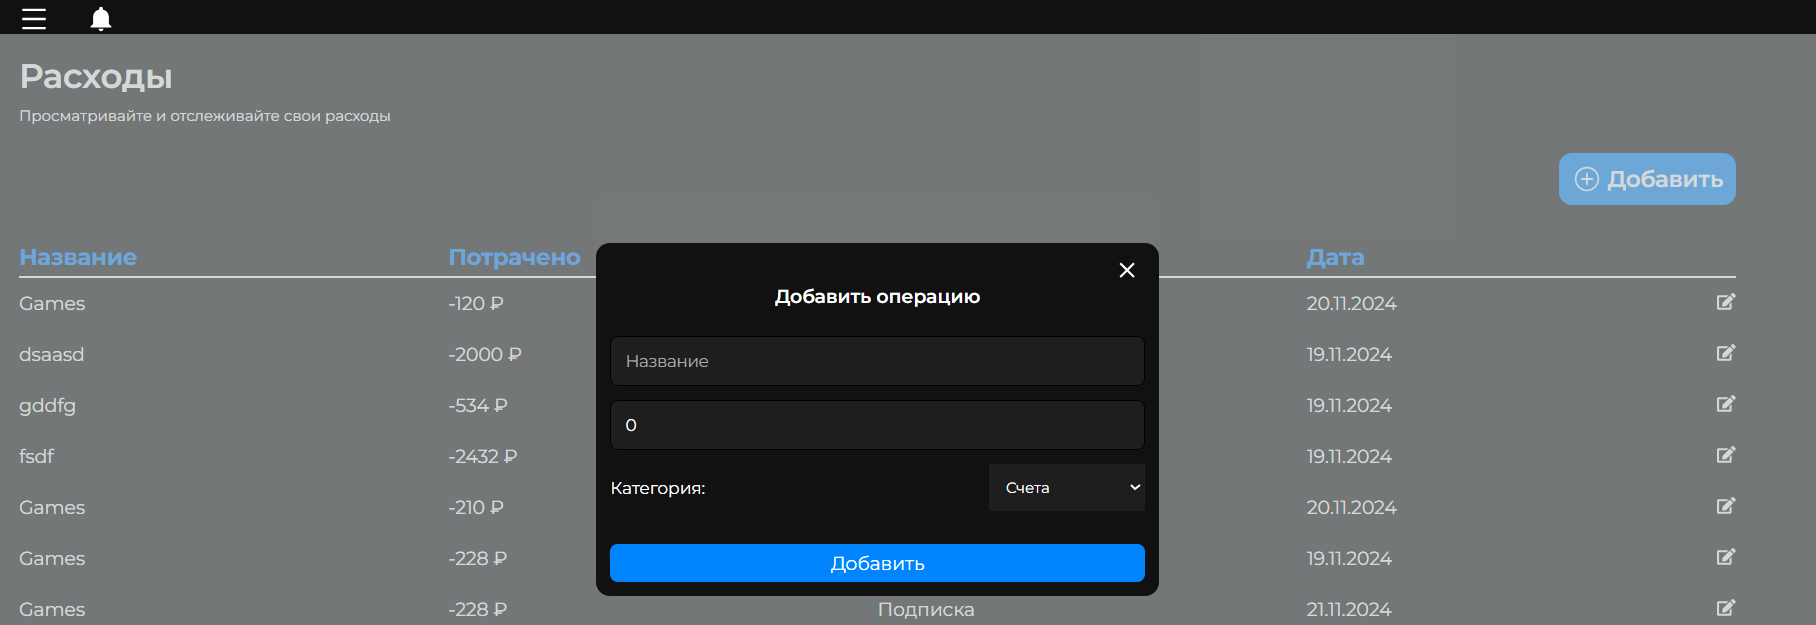 Расходы
Просматривайте и отслеживайте свои расходы
Добавить
Название Потрачено Дата
Games -120 ₽ 20.11.2024
dsaasd -2000 ₽ 19.11.2024
gddfg -534 ₽ 19.11.2024
fsdf -2432 ₽ 19.11.2024
Games -210 ₽ 20.11.2024
Games -228 ₽ 19.11.2024
Games -228 ₽ Подписка 21.11.2024
Добавить операцию
Название
0
Категория: Счета
Добавить